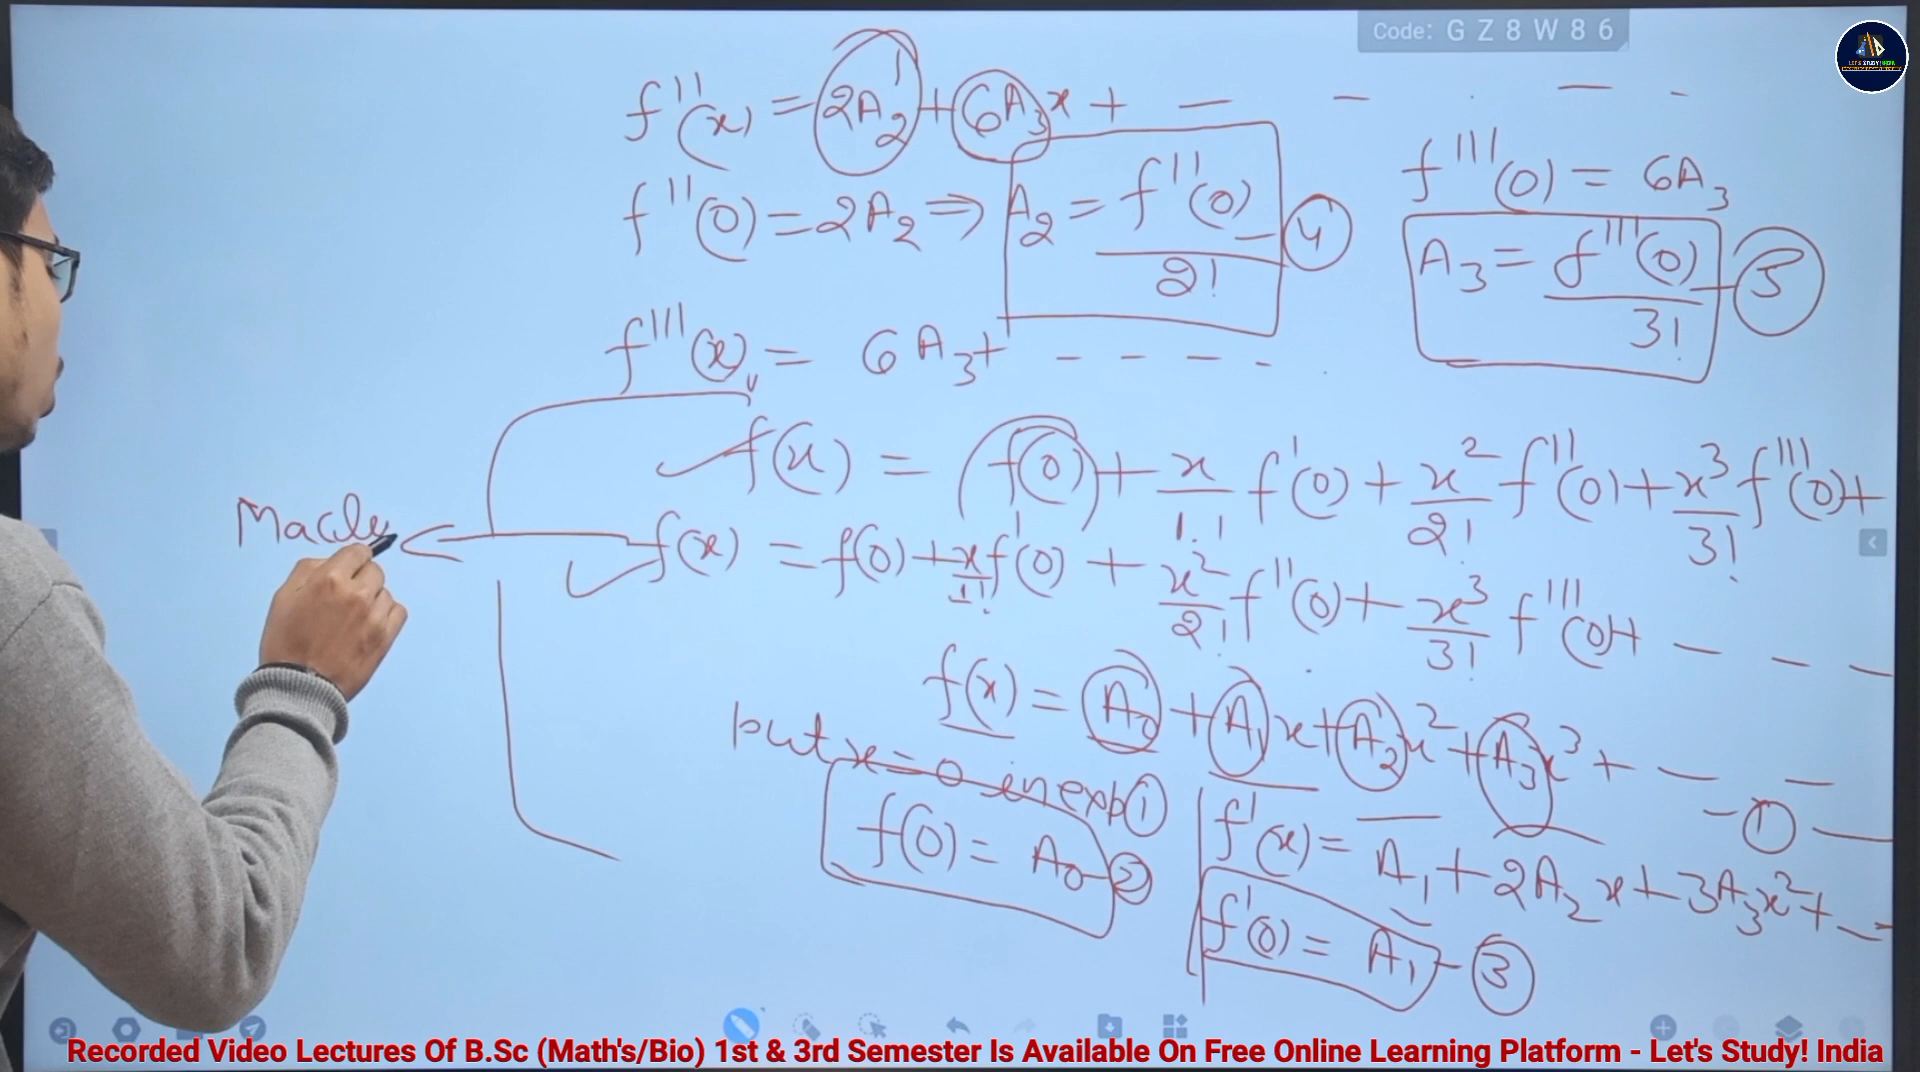 Code: G Z 8 W 8 6
LET'S STUDY! INDIA
f''(x) = 2A₂ + 6A₃x + — — . — -
f''(0) = 2A₂ ⇒ A₂ = f''(0)/2! — ④
f'''(0) = 6A₃
A₃ = f'''(0)/3! — ⑤
f'''(x) = 6A₃ + - - - - -
f(x) = f(0) + x/1.! f'(0) + x²/2! f''(0) + x³/3! f'''(0) +
Maclu
f(x) = f(0) + x/1! f'(0) + x²/2! f''(0) + x³/3! f'''(0) + — — —
f(x) = A₀ + A₁x + A₂x² + A₃x³ + — — - ① —
put x = 0 in exp ①
f(0) = A₀ - ②
f'(x) = A₁ + 2A₂x + 3A₃x² + — -
f'(0) = A₁ - ③
Recorded Video Lectures Of B.Sc (Math's/Bio) 1st & 3rd Semester Is Available On Free Online Learning Platform - Let's Study! India